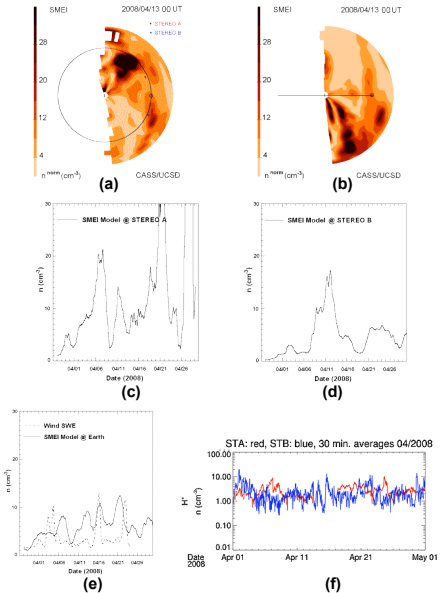 SMEI 2008/04/13 00 UT
STEREO A
STEREO B
28
20
12
4
n norm (cm-3) CASS/UCSD
(a)
SMEI 2008/04/13 00 UT
28
20
12
4
n norm (cm-3) CASS/UCSD
(b)
30
SMEI Model @ STEREO A
20
n (cm-3)
10
0
04/01 04/06 04/11 04/16 04/21 04/26
Date (2008)
(c)
30
SMEI Model @ STEREO B
20
n (cm-3)
10
0
04/01 04/06 04/11 04/16 04/21 04/26
Date (2008)
(d)
30
Wind SWE
SMEI Model @ Earth
20
n (cm-3)
10
0
04/01 04/06 04/11 04/16 04/21 04/26
Date (2008)
(e)
STA: red, STB: blue, 30 min. averages 04/2008
100.00
10.00
1.00
0.10
0.01
H+
n (cm-3)
Apr 01 Apr 11 Apr 21 May 01
Date
2008
(f)